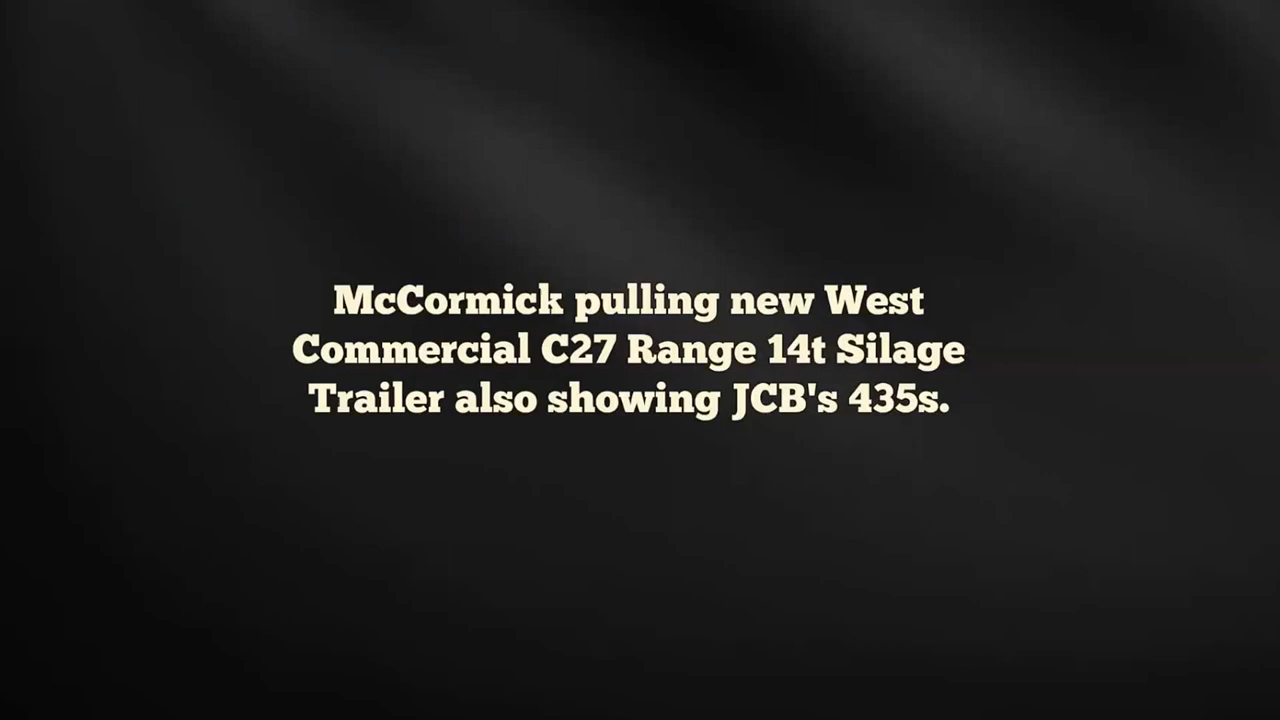 McCormick pulling new West
Commercial C27 Range 14t Silage
Trailer also showing JCB's 435s.